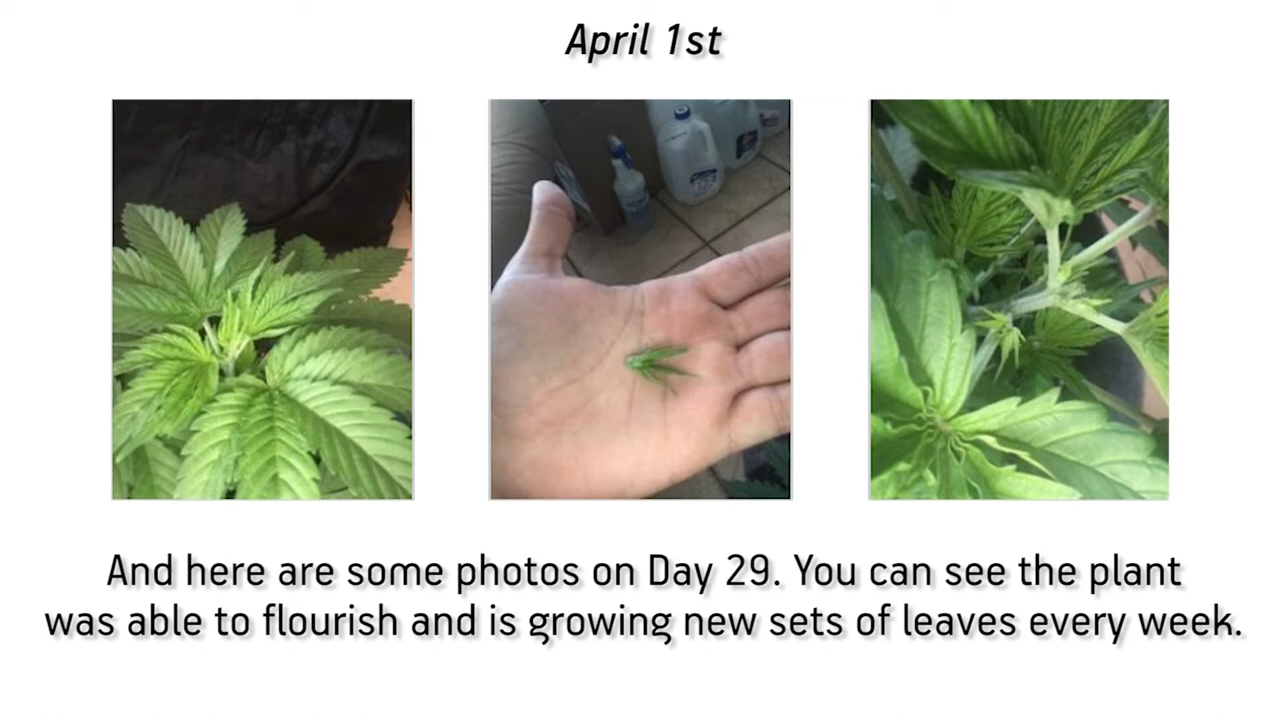 April 1st
And here are some photos on Day 29. You can see the plant
was able to flourish and is growing new sets of leaves every week.